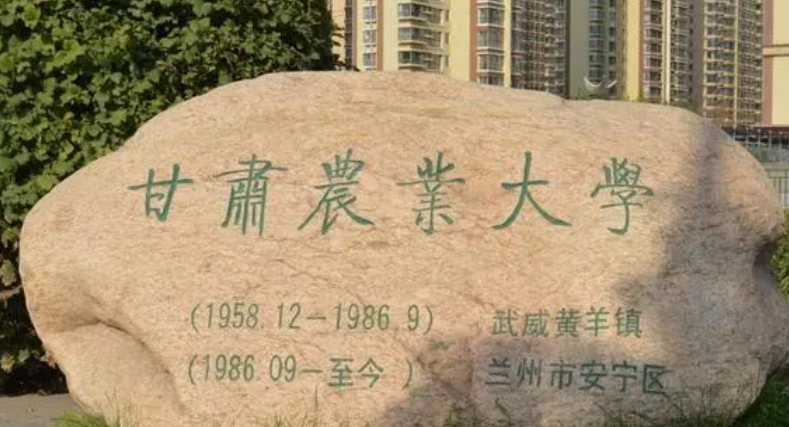 甘肅農業大學
(1958.12－1986.9) 武威黄羊镇
(1986.09－至今 ) 兰州市安宁区